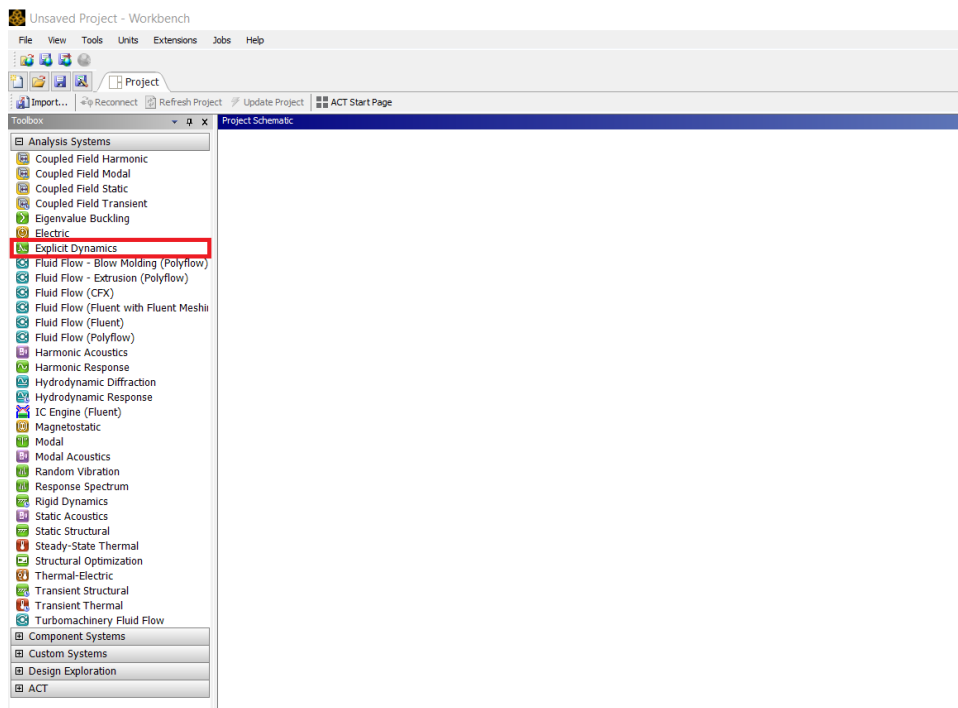 Unsaved Project - Workbench
File View Tools Units Extensions Jobs Help
Project
Import... Reconnect Refresh Project Update Project ACT Start Page
Toolbox
Project Schematic
Analysis Systems
Coupled Field Harmonic
Coupled Field Modal
Coupled Field Static
Coupled Field Transient
Eigenvalue Buckling
Electric
Explicit Dynamics
Fluid Flow - Blow Molding (Polyflow)
Fluid Flow - Extrusion (Polyflow)
Fluid Flow (CFX)
Fluid Flow (Fluent with Fluent Meshin
Fluid Flow (Fluent)
Fluid Flow (Polyflow)
Harmonic Acoustics
Harmonic Response
Hydrodynamic Diffraction
Hydrodynamic Response
IC Engine (Fluent)
Magnetostatic
Modal
Modal Acoustics
Random Vibration
Response Spectrum
Rigid Dynamics
Static Acoustics
Static Structural
Steady-State Thermal
Structural Optimization
Thermal-Electric
Transient Structural
Transient Thermal
Turbomachinery Fluid Flow
Component Systems
Custom Systems
Design Exploration
ACT